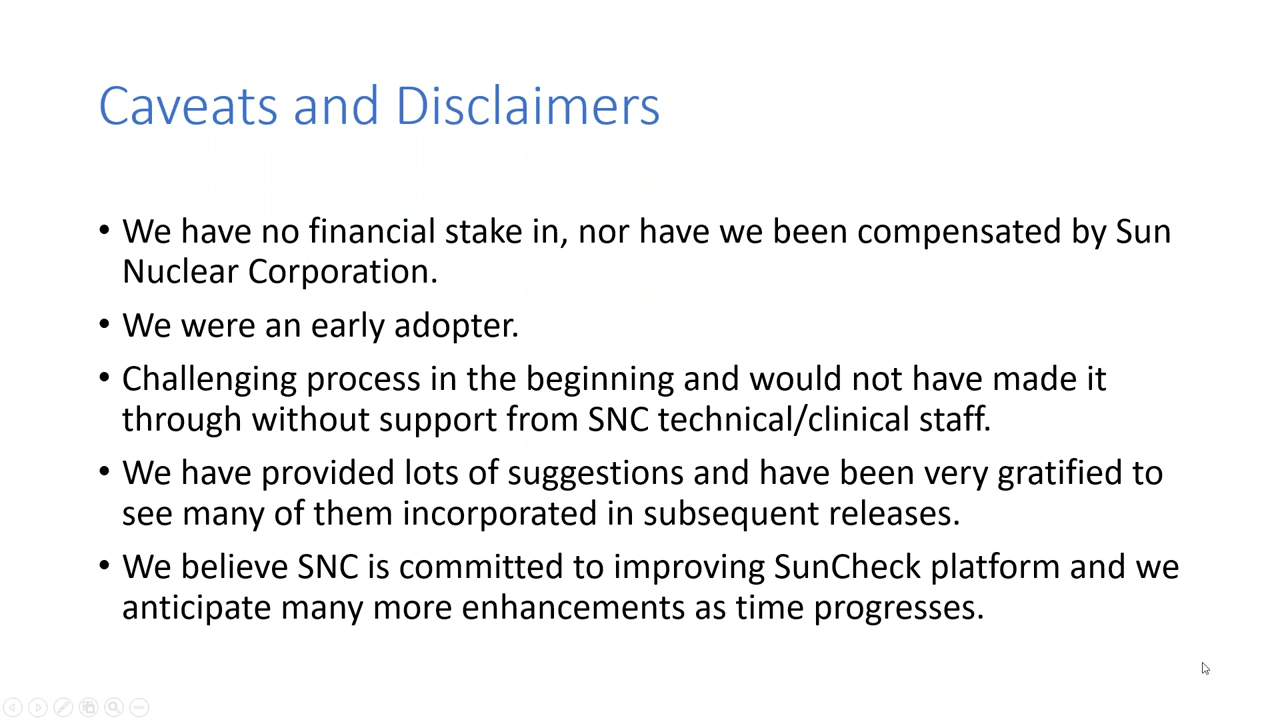 Caveats and Disclaimers
• We have no financial stake in, nor have we been compensated by Sun
Nuclear Corporation.
• We were an early adopter.
• Challenging process in the beginning and would not have made it
through without support from SNC technical/clinical staff.
• We have provided lots of suggestions and have been very gratified to
see many of them incorporated in subsequent releases.
• We believe SNC is committed to improving SunCheck platform and we
anticipate many more enhancements as time progresses.